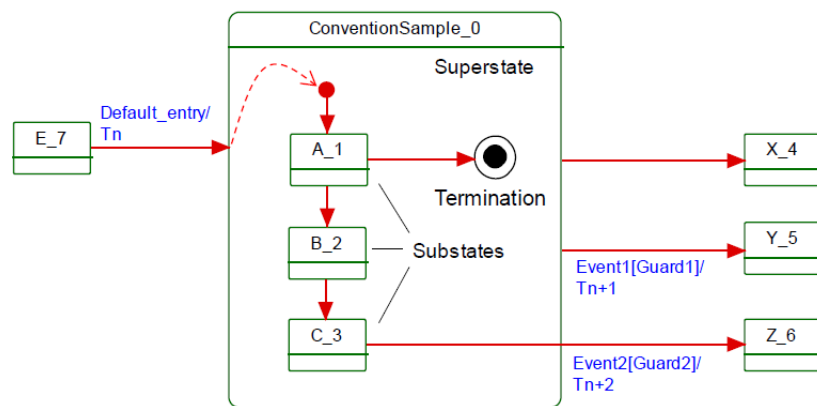 ConventionSample_0
Superstate
Default_entry/
Tn
E_7
A_1
X_4
Termination
B_2
Substates
Y_5
Event1[Guard1]/
Tn+1
C_3
Z_6
Event2[Guard2]/
Tn+2